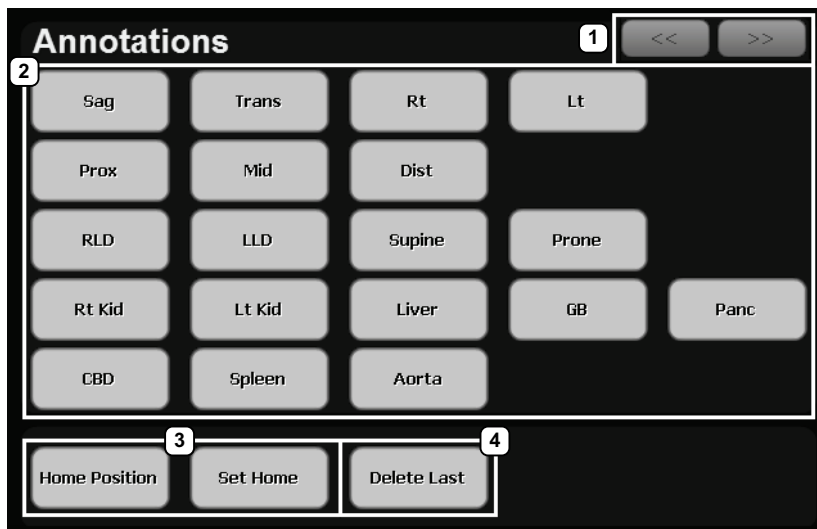 Annotations 1 << >>
2
Sag Trans Rt Lt
Prox Mid Dist
RLD LLD Supine Prone
Rt Kid Lt Kid Liver GB Panc
CBD Spleen Aorta
3 4
Home Position Set Home Delete Last